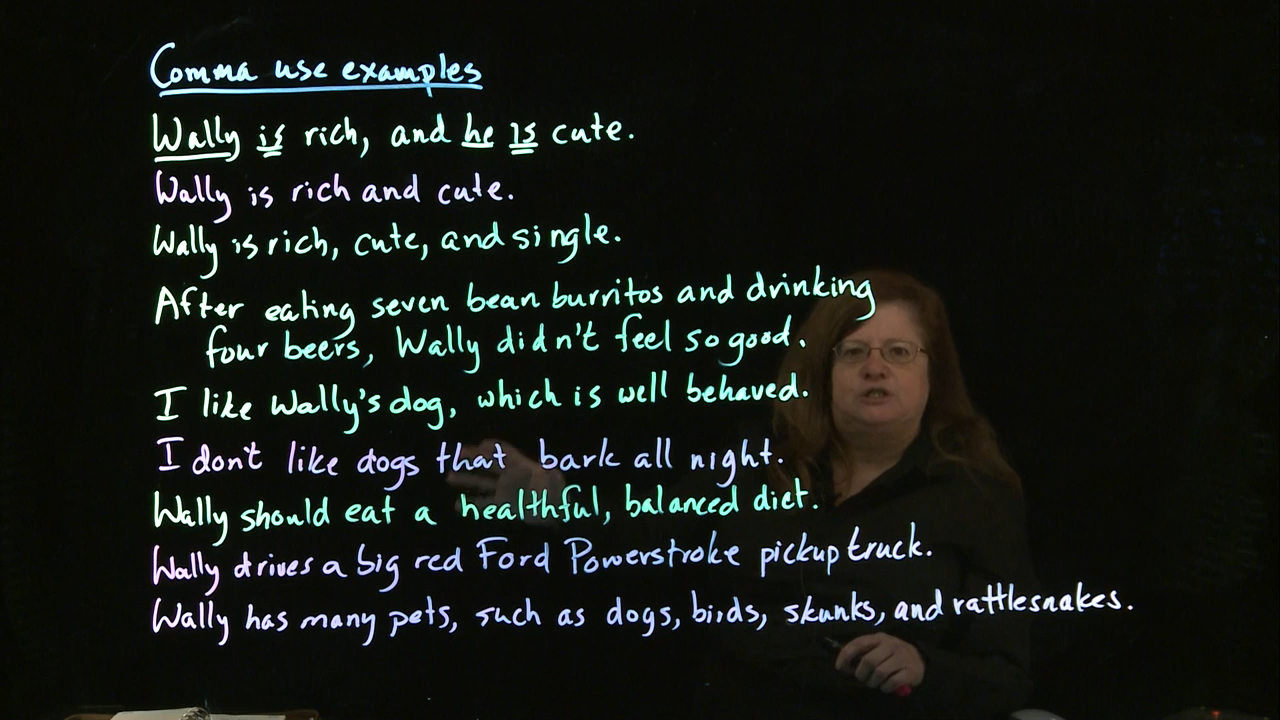 Comma use examples
Wally is rich, and he is cute.
Wally is rich and cute.
Wally is rich, cute, and single.
After eating seven bean burritos and drinking
four beers, Wally didn't feel so good.
I like Wally's dog, which is well behaved.
I don't like dogs that bark all night.
Wally should eat a healthful, balanced diet.
Wally drives a big red Ford Powerstroke pickup truck.
Wally has many pets, such as dogs, birds, skunks, and rattlesnakes.